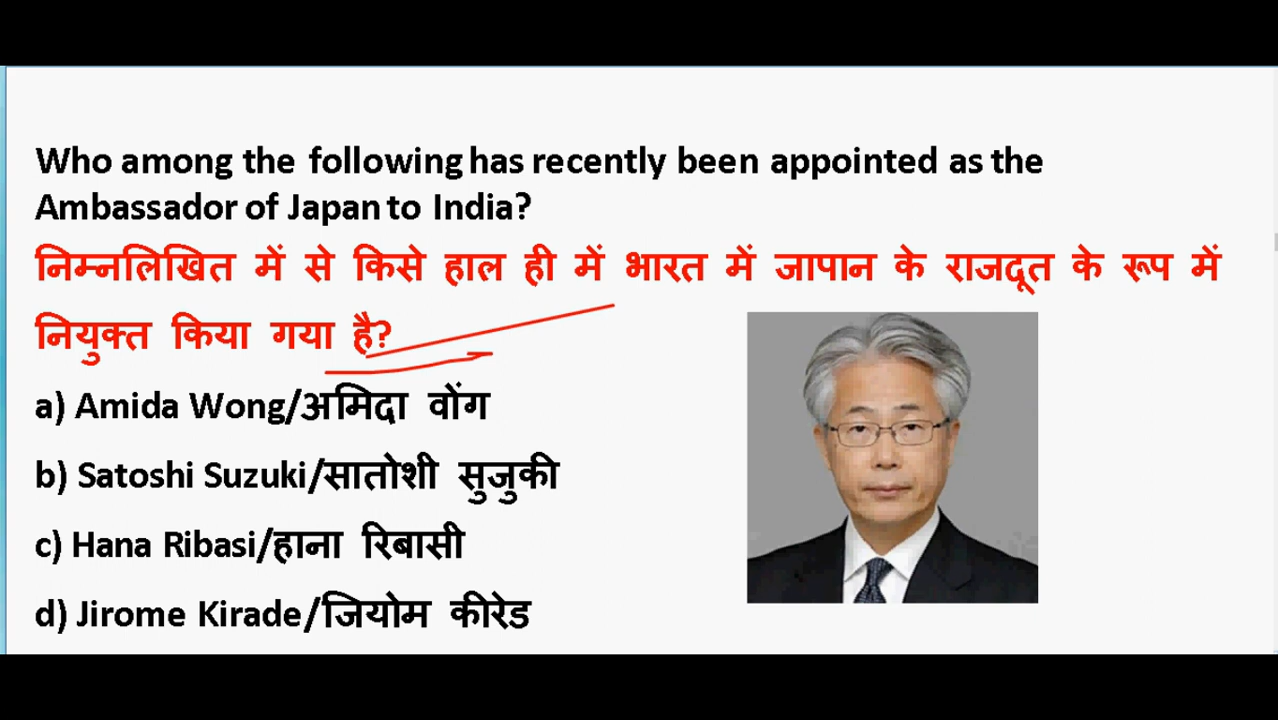 Who among the following has recently been appointed as the
Ambassador of Japan to India?
निम्नलिखित में से किसे हाल ही में भारत में जापान के राजदूत के रूप में
नियुक्त किया गया है?
a) Amida Wong/अमिदा वोंग
b) Satoshi Suzuki/सातोशी सुजुकी
c) Hana Ribasi/हाना रिबासी
d) Jirome Kirade/जियोम कीरेड